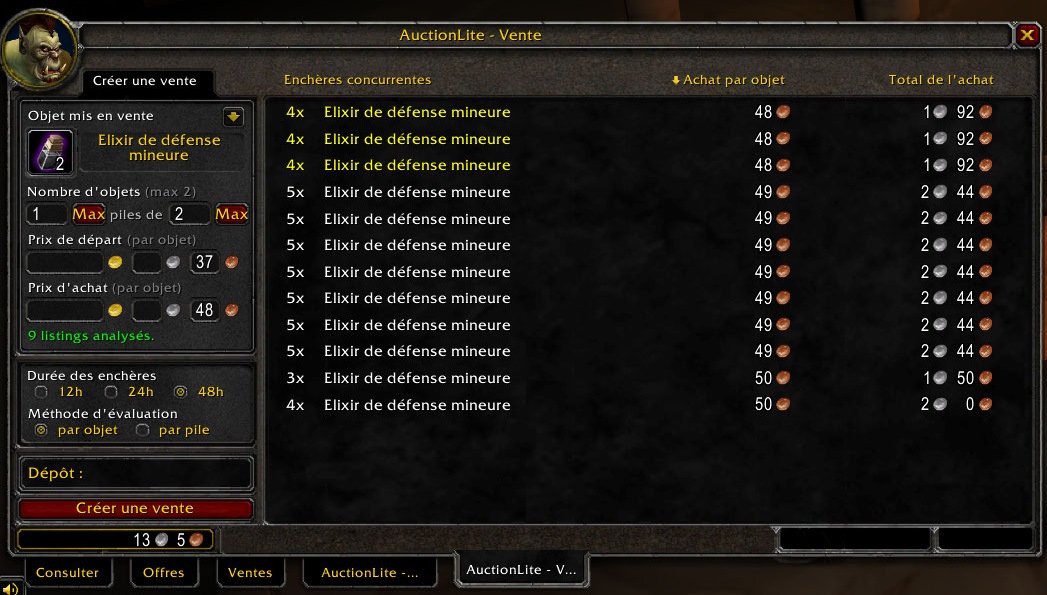 AuctionLite - Vente
Créer une vente
Enchères concurrentes Achat par objet Total de l'achat
Objet mis en vente
Elixir de défense
mineure
2
Nombre d'objets (max 2)
1 Max piles de 2 Max
Prix de départ (par objet)
37
Prix d'achat (par objet)
48
9 listings analysés.
Durée des enchères
12h 24h 48h
Méthode d'évaluation
par objet par pile
Dépôt :
Créer une vente
13 5
4x Elixir de défense mineure 48 1 92
4x Elixir de défense mineure 48 1 92
4x Elixir de défense mineure 48 1 92
5x Elixir de défense mineure 49 2 44
5x Elixir de défense mineure 49 2 44
5x Elixir de défense mineure 49 2 44
5x Elixir de défense mineure 49 2 44
5x Elixir de défense mineure 49 2 44
5x Elixir de défense mineure 49 2 44
5x Elixir de défense mineure 49 2 44
3x Elixir de défense mineure 50 1 50
4x Elixir de défense mineure 50 2 0
Consulter Offres Ventes AuctionLite -... AuctionLite - V...